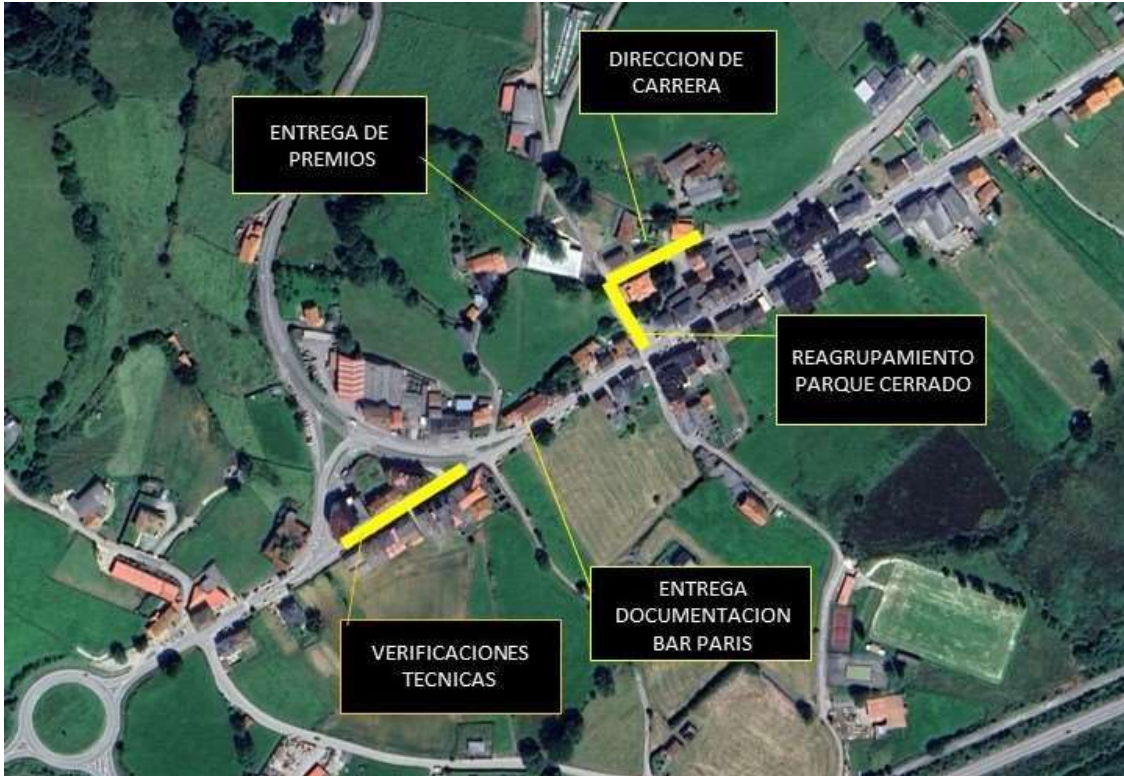 DIRECCION DE
CARRERA
ENTREGA DE
PREMIOS
REAGRUPAMIENTO
PARQUE CERRADO
ENTREGA
DOCUMENTACION
BAR PARIS
VERIFICACIONES
TECNICAS